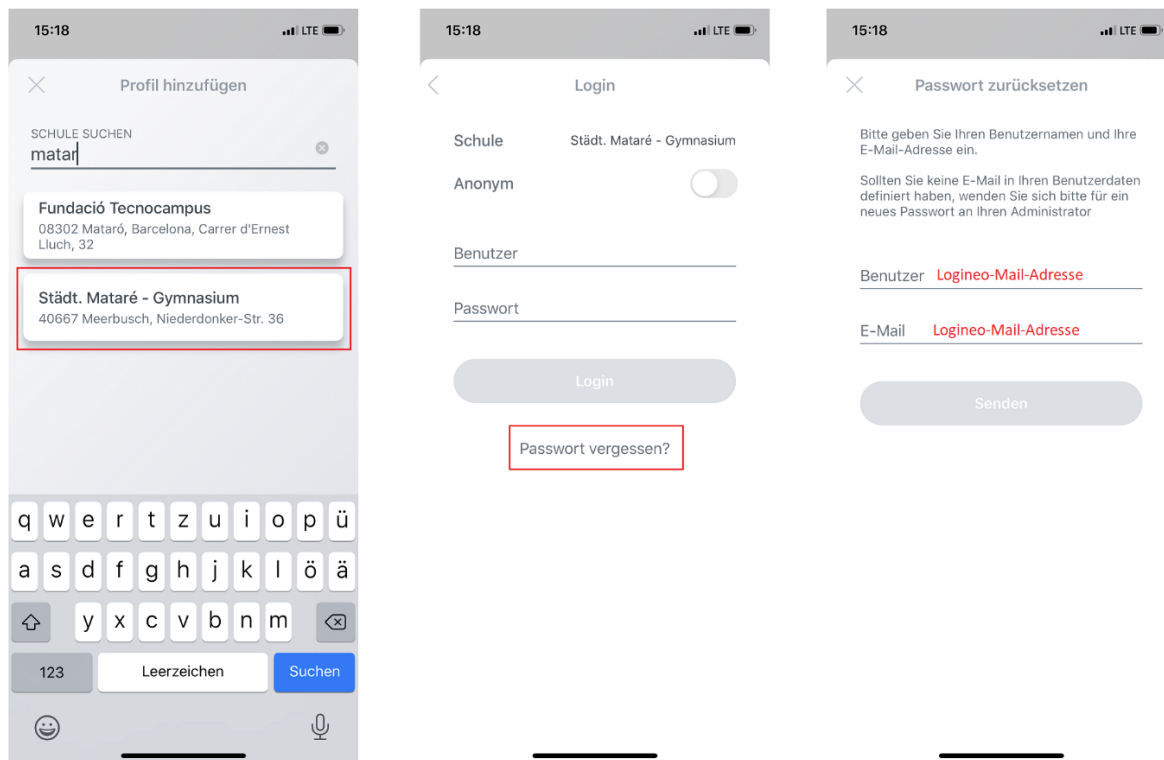 15:18
LTE
Profil hinzufügen
SCHULE SUCHEN
matar
Fundació Tecnocampus
08302 Mataró, Barcelona, Carrer d'Ernest
Lluch, 32
Städt. Mataré - Gymnasium
40667 Meerbusch, Niederdonker-Str. 36
q w e r t z u i o p ü
a s d f g h j k l ö ä
y x c v b n m
123 Leerzeichen Suchen
15:18
LTE
Login
Schule Städt. Mataré - Gymnasium
Anonym
Benutzer
Passwort
Login
Passwort vergessen?
15:18
LTE
Passwort zurücksetzen
Bitte geben Sie Ihren Benutzernamen und Ihre
E-Mail-Adresse ein.
Sollten Sie keine E-Mail in Ihren Benutzerdaten
definiert haben, wenden Sie sich bitte für ein
neues Passwort an Ihren Administrator
Benutzer Logineo-Mail-Adresse
E-Mail Logineo-Mail-Adresse
Senden